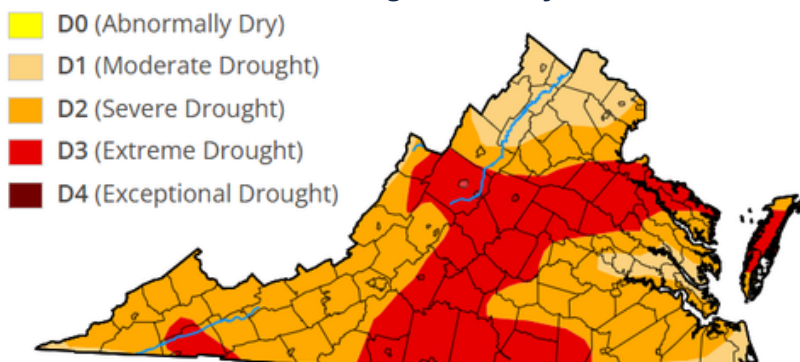 D0 (Abnormally Dry)
D1 (Moderate Drought)
D2 (Severe Drought)
D3 (Extreme Drought)
D4 (Exceptional Drought)